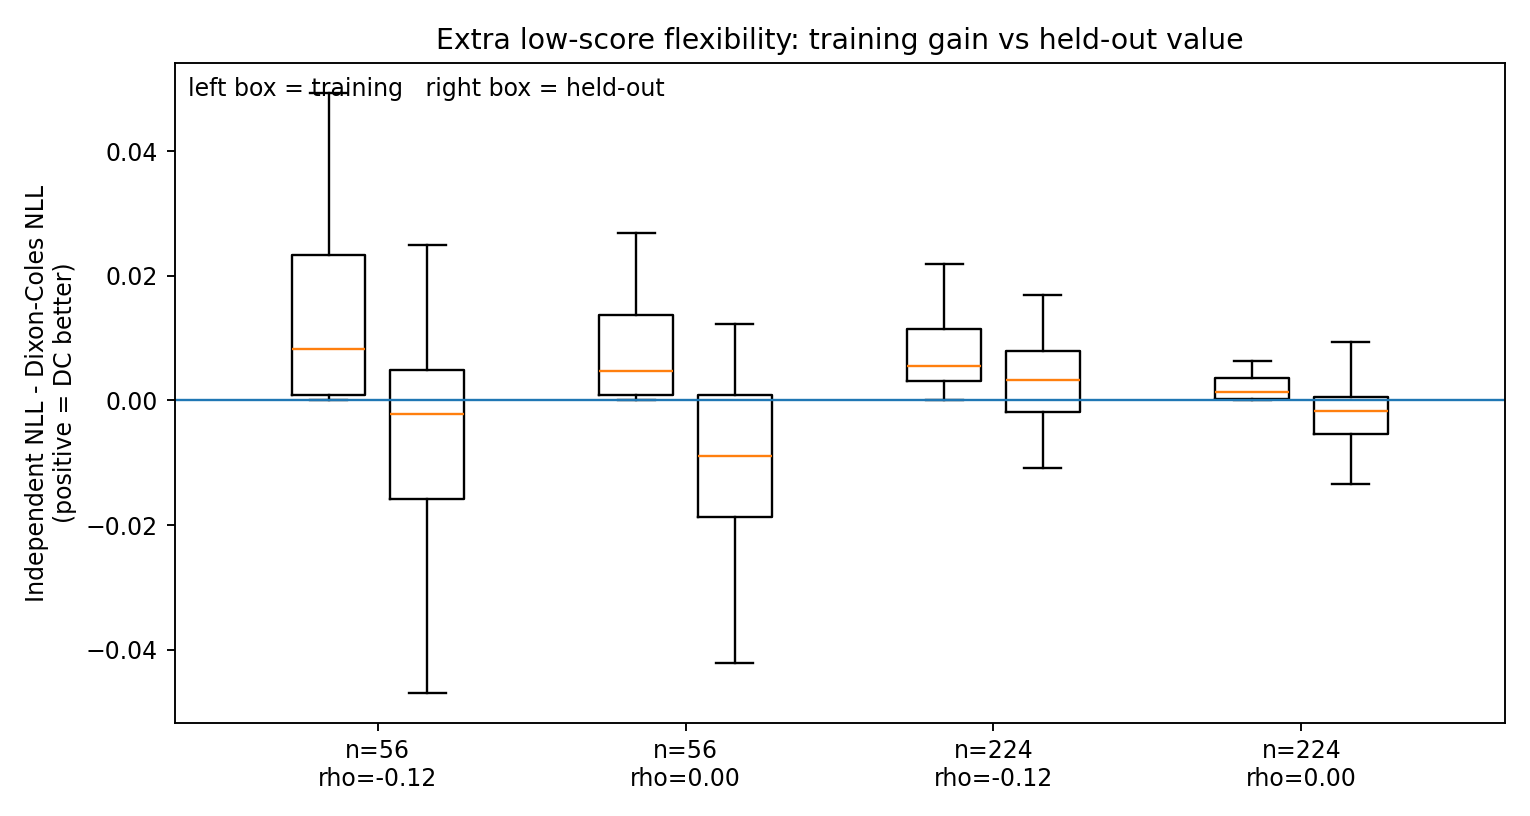 Extra low-score flexibility: training gain vs held-out value
left box = training   right box = held-out
Independent NLL - Dixon-Coles NLL
(positive = DC better)
0.04
0.02
0.00
−0.02
−0.04
n=56
rho=-0.12
n=56
rho=0.00
n=224
rho=-0.12
n=224
rho=0.00